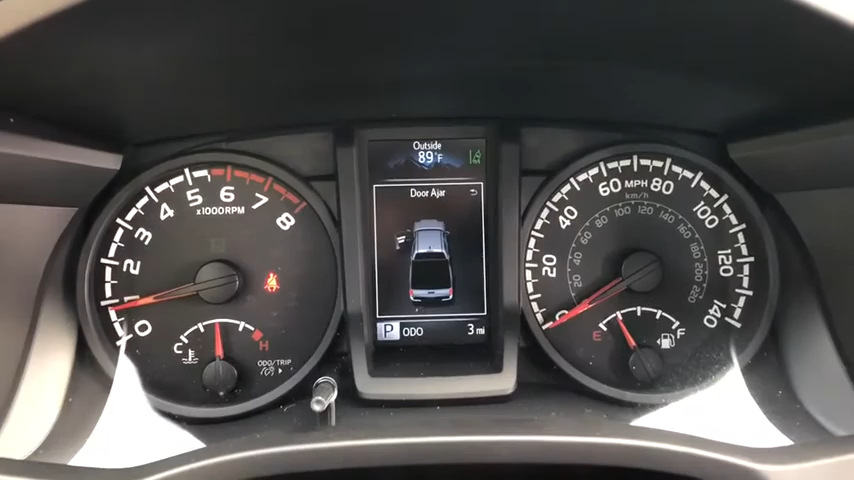 Outside
89°F
Door Ajar
P ODO 3 mi
0 1 2 3 4 5 6 7 8
x1000RPM
C H
ODO/TRIP
0 20 40 60 80 100 120 140
MPH
km/h
20 40 60 80 100 120 140 160 180 200 220
E F